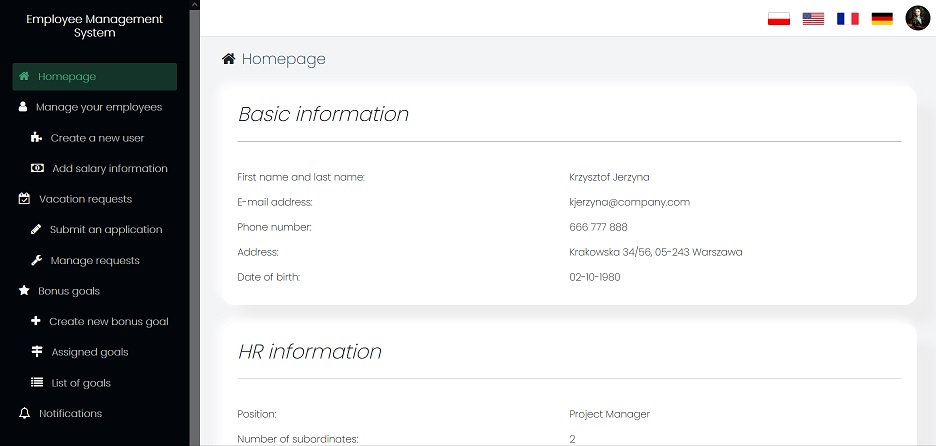 Employee Management
System
Homepage
Manage your employees
Create a new user
Add salary information
Vacation requests
Submit an application
Manage requests
Bonus goals
Create new bonus goal
Assigned goals
List of goals
Notifications
Homepage
Basic information
First name and last name: Krzysztof Jerzyna
E-mail address: kjerzyna@company.com
Phone number: 666 777 888
Address: Krakowska 34/56, 05-243 Warszawa
Date of birth: 02-10-1980
HR information
Position: Project Manager
Number of subordinates: 2